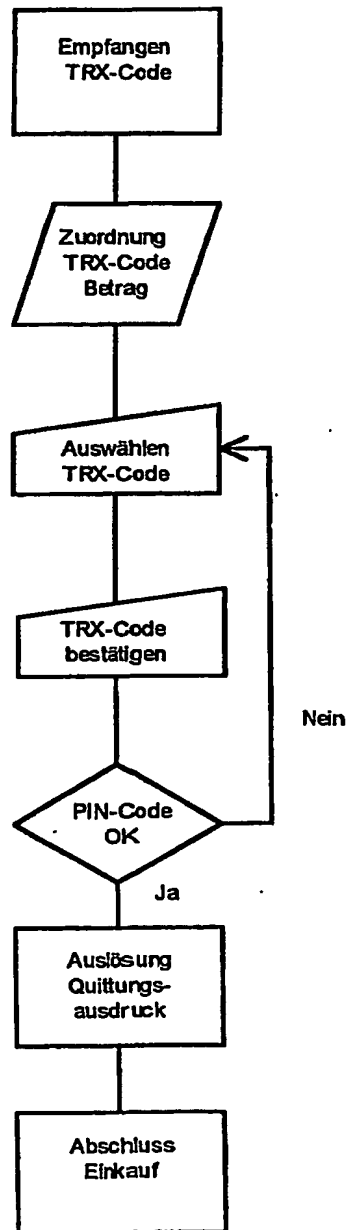 Empfangen
TRX-Code
Zuordnung
TRX-Code
Betrag
Auswählen
TRX-Code
TRX-Code
bestätigen
Nein
PIN-Code
OK
Ja
Auslösung
Quittungs-
ausdruck
Abschluss
Einkauf